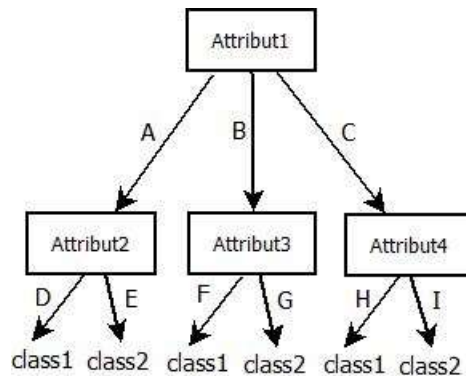 Attribut1
A B C
Attribut2 Attribut3 Attribut4
D E F G H I
class1 class2 class1 class2 class1 class2